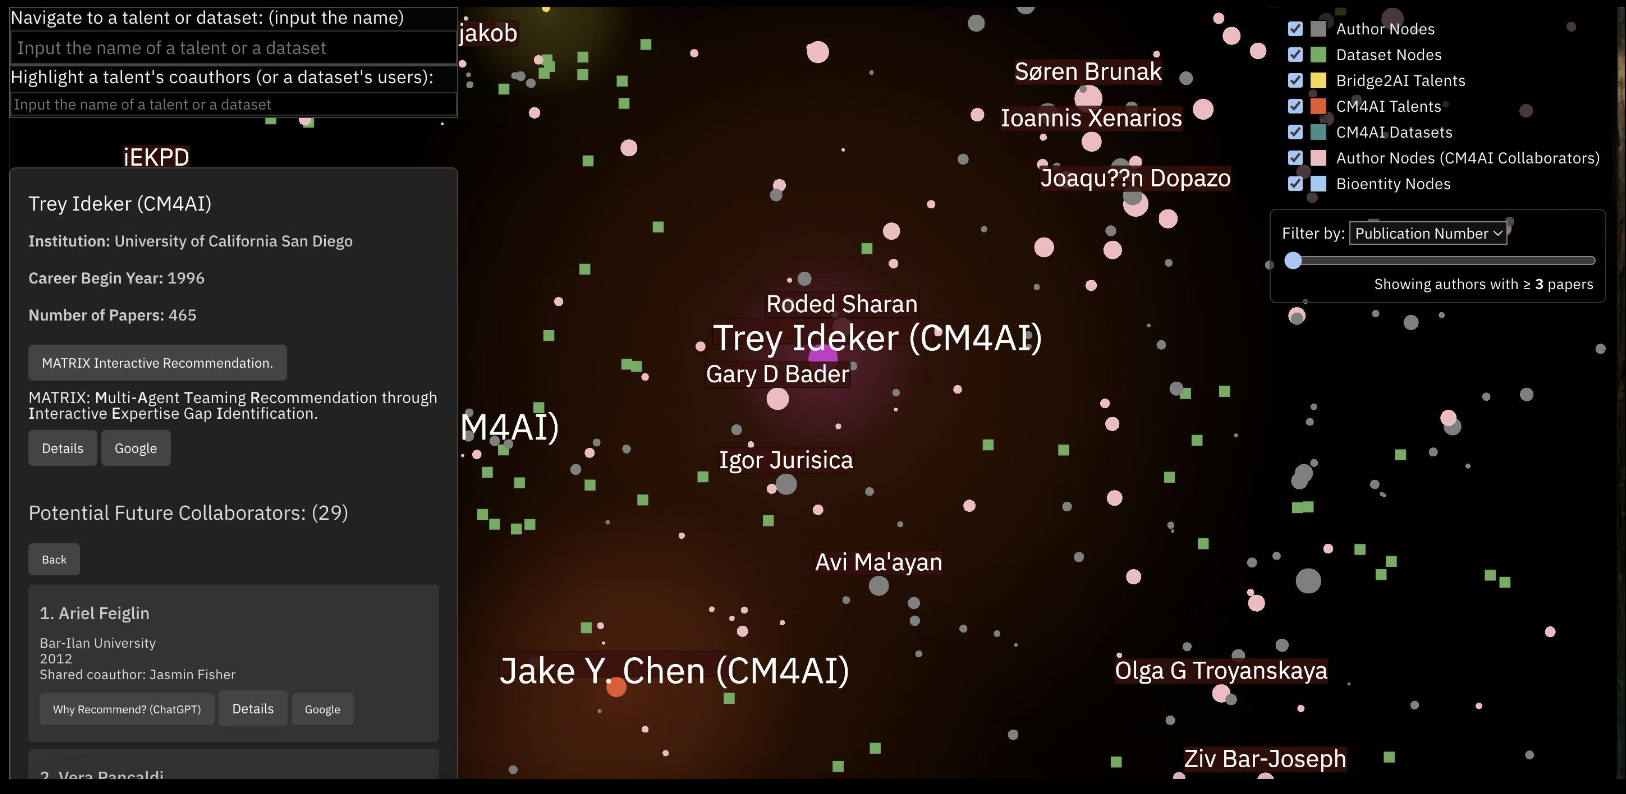 Navigate to a talent or dataset: (input the name)
Input the name of a talent or a dataset
Highlight a talent's coauthors (or a dataset's users):
Input the name of a talent or a dataset
iEKPD
Trey Ideker (CM4AI)
Institution: University of California San Diego
Career Begin Year: 1996
Number of Papers: 465
MATRIX Interactive Recommendation.
MATRIX: Multi-Agent Teaming Recommendation through
Interactive Expertise Gap Identification.
Details
Google
Potential Future Collaborators: (29)
Back
1. Ariel Feiglin
Bar-Ilan University
2012
Shared coauthor: Jasmin Fisher
Why Recommend? (ChatGPT)
Details
Google
2. Vera Pancaldi
jakob
Søren Brunak
Ioannis Xenarios
Joaqu??n Dopazo
Roded Sharan
Trey Ideker (CM4AI)
Gary D Bader
M4AI)
Igor Jurisica
Avi Ma'ayan
Jake Y. Chen (CM4AI)
Olga G Troyanskaya
Ziv Bar-Joseph
Author Nodes
Dataset Nodes
Bridge2AI Talents
CM4AI Talents
CM4AI Datasets
Author Nodes (CM4AI Collaborators)
Bioentity Nodes
Filter by: Publication Number
Showing authors with ≥ 3 papers